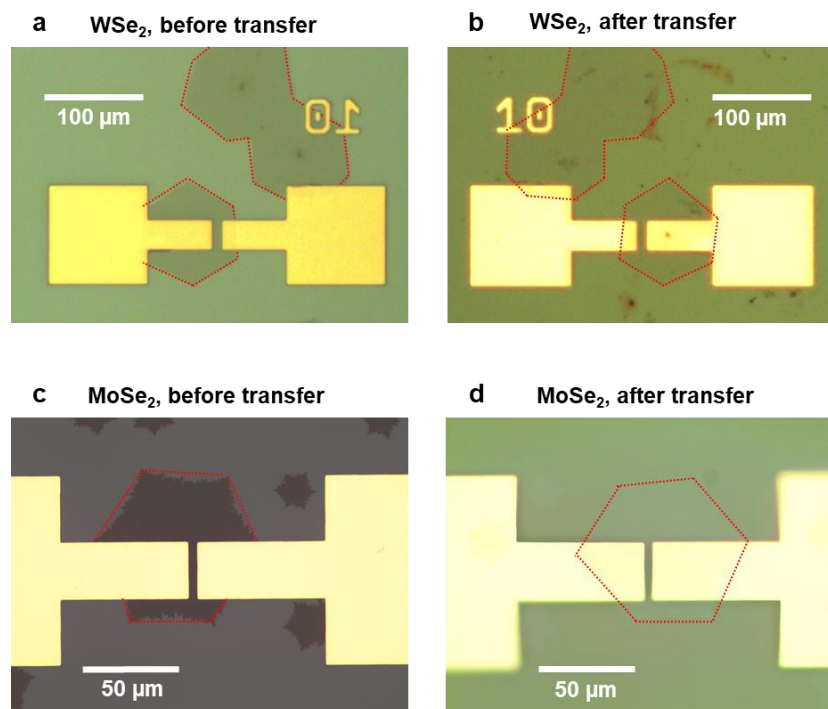 a WSe₂, before transfer
b WSe₂, after transfer
100 µm
10
10
100 µm
c MoSe₂, before transfer
d MoSe₂, after transfer
50 µm
50 µm